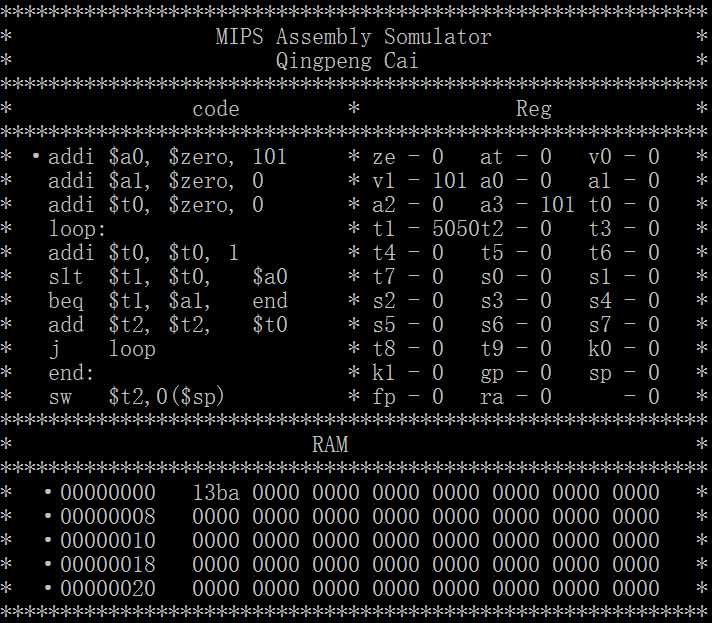 ***********************************************************
* MIPS Assembly Somulator *
* Qingpeng Cai *
***********************************************************
* code * Reg *
***********************************************************
* ·addi $a0, $zero, 101 * ze - 0 at - 0 v0 - 0 *
* addi $a1, $zero, 0 * v1 - 101 a0 - 0 a1 - 0 *
* addi $t0, $zero, 0 * a2 - 0 a3 - 101 t0 - 0 *
* loop: * t1 - 5050t2 - 0 t3 - 0 *
* addi $t0, $t0, 1 * t4 - 0 t5 - 0 t6 - 0 *
* slt $t1, $t0, $a0 * t7 - 0 s0 - 0 s1 - 0 *
* beq $t1, $a1, end * s2 - 0 s3 - 0 s4 - 0 *
* add $t2, $t2, $t0 * s5 - 0 s6 - 0 s7 - 0 *
* j loop * t8 - 0 t9 - 0 k0 - 0 *
* end: * k1 - 0 gp - 0 sp - 0 *
* sw $t2,0($sp) * fp - 0 ra - 0 - 0 *
***********************************************************
* RAM *
***********************************************************
* ·00000000 13ba 0000 0000 0000 0000 0000 0000 0000 *
* ·00000008 0000 0000 0000 0000 0000 0000 0000 0000 *
* ·00000010 0000 0000 0000 0000 0000 0000 0000 0000 *
* ·00000018 0000 0000 0000 0000 0000 0000 0000 0000 *
* ·00000020 0000 0000 0000 0000 0000 0000 0000 0000 *
***********************************************************